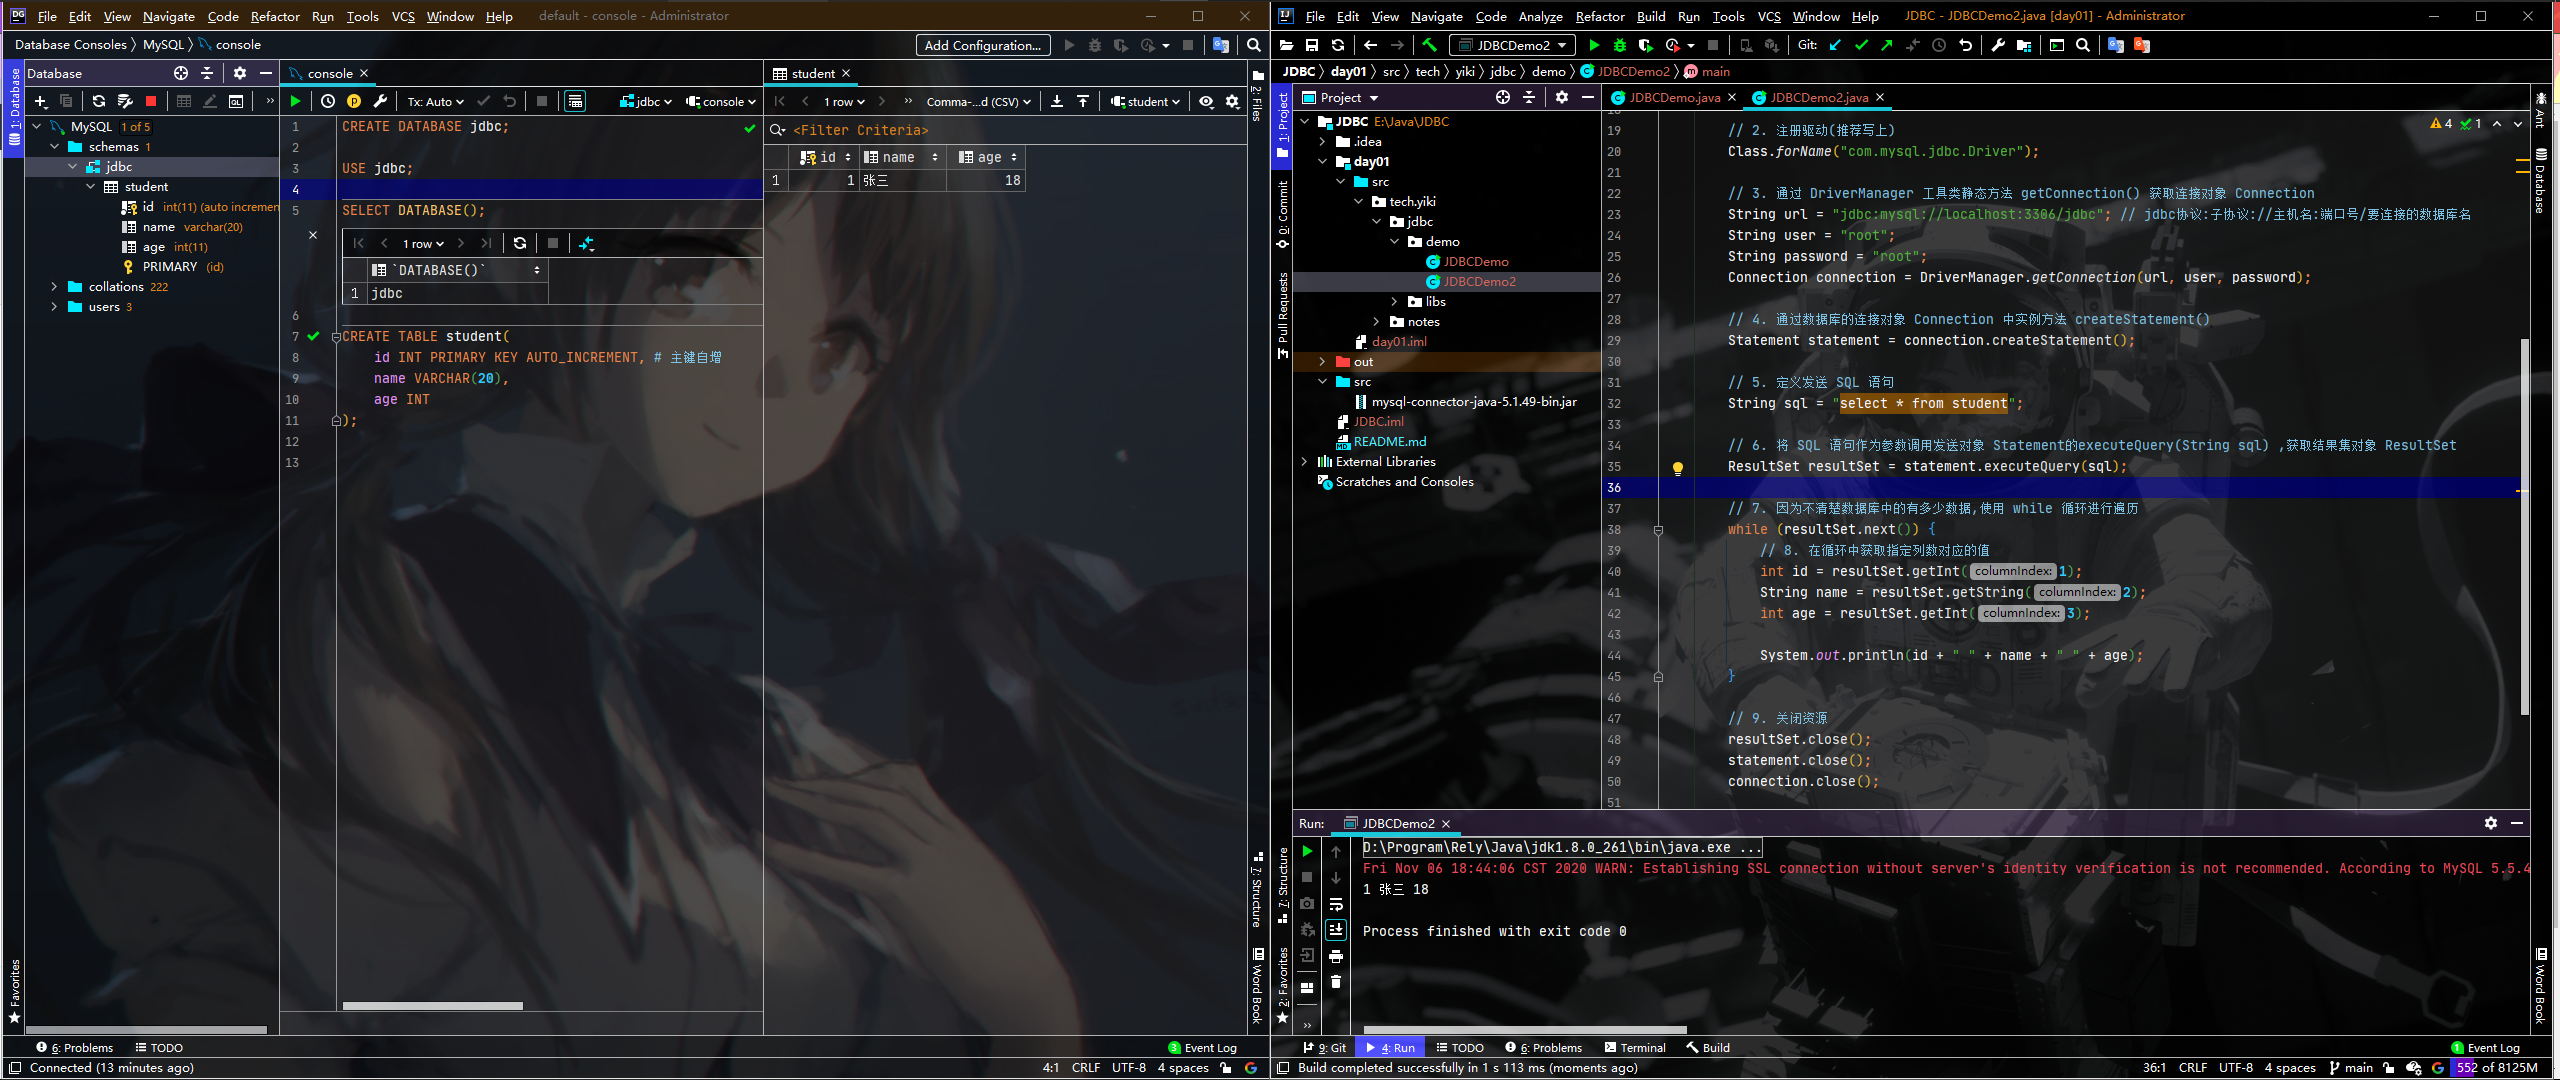 File Edit View Navigate Code Refactor Run Tools VCS Window Help default - console - Administrator
Database Consoles MySQL console Add Configuration...
1: Database
Database
MySQL 1 of 5
schemas 1
jdbc
student
id int(11) (auto incremen
name varchar(20)
age int(11)
PRIMARY (id)
collations 222
users 3
Favorites
console
Tx: Auto jdbc console
1 CREATE DATABASE jdbc;
2
3 USE jdbc;
4
5 SELECT DATABASE();
1 row
`DATABASE()`
1 jdbc
6
7 CREATE TABLE student(
8 id INT PRIMARY KEY AUTO_INCREMENT, # 主键自增
9 name VARCHAR(20),
10 age INT
11 );
12
13
student
1 row Comma-...d (CSV) student
<Filter Criteria>
id name age
1 1 张三 18
2: Files
7: Structure
Word Book
6: Problems TODO 3 Event Log
Connected (13 minutes ago) 4:1 CRLF UTF-8 4 spaces
File Edit View Navigate Code Analyze Refactor Build Run Tools VCS Window Help JDBC - JDBCDemo2.java [day01] - Administrator
JDBCDemo2 Git:
JDBC day01 src tech yiki jdbc demo JDBCDemo2 main
1: Project
0: Commit
Pull Requests
7: Structure
2: Favorites
Project
JDBC E:\Java\JDBC
.idea
day01
src
tech.yiki
jdbc
demo
JDBCDemo
JDBCDemo2
libs
notes
day01.iml
out
src
mysql-connector-java-5.1.49-bin.jar
JDBC.iml
README.md
External Libraries
Scratches and Consoles
JDBCDemo.java JDBCDemo2.java
4 1
19 // 2. 注册驱动(推荐写上)
20 Class.forName("com.mysql.jdbc.Driver");
21
22 // 3. 通过 DriverManager 工具类静态方法 getConnection() 获取连接对象 Connection
23 String url = "jdbc:mysql://localhost:3306/jdbc"; // jdbc协议:子协议://主机名:端口号/要连接的数据库名
24 String user = "root";
25 String password = "root";
26 Connection connection = DriverManager.getConnection(url, user, password);
27
28 // 4. 通过数据库的连接对象 Connection 中实例方法 createStatement()
29 Statement statement = connection.createStatement();
30
31 // 5. 定义发送 SQL 语句
32 String sql = "select * from student";
33
34 // 6. 将 SQL 语句作为参数调用发送对象 Statement的executeQuery(String sql) ,获取结果集对象 ResultSet
35 ResultSet resultSet = statement.executeQuery(sql);
36
37 // 7. 因为不清楚数据库中的有多少数据,使用 while 循环进行遍历
38 while (resultSet.next()) {
39 // 8. 在循环中获取指定列数对应的值
40 int id = resultSet.getInt( columnIndex: 1);
41 String name = resultSet.getString( columnIndex: 2);
42 int age = resultSet.getInt( columnIndex: 3);
43
44 System.out.println(id + " " + name + " " + age);
45 }
46
47 // 9. 关闭资源
48 resultSet.close();
49 statement.close();
50 connection.close();
51
Ant
Database
Word Book
Run: JDBCDemo2
D:\Program\Rely\Java\jdk1.8.0_261\bin\java.exe ...
Fri Nov 06 18:44:06 CST 2020 WARN: Establishing SSL connection without server's identity verification is not recommended. According to MySQL 5.5.4
1 张三 18
Process finished with exit code 0
9: Git 4: Run TODO 6: Problems Terminal Build 1 Event Log
Build completed successfully in 1 s 113 ms (moments ago) 36:1 CRLF UTF-8 4 spaces main 552 of 8125M